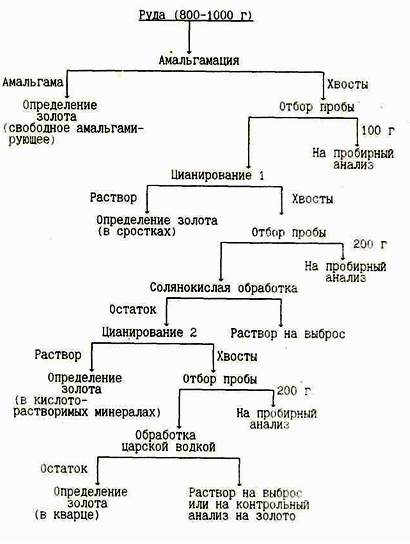 Руда (800-1000 г)
Амальгамация
Амальгама
Хвосты
Определение
золота
(свободное амальгами-
рующее)
Отбор пробы
100 г
На пробирный
анализ
Цианирование 1
Раствор
Хвосты
Определение золота
(в сростках)
Отбор пробы
200 г
На пробирный
анализ
Солянокислая обработка
Остаток
Цианирование 2
Раствор на выброс
Раствор
Хвосты
Определение
золота
(в кислото-
растворимых минералах)
Отбор пробы
200 г
На пробирный
анализ
Обработка
царской водкой
Остаток
Определение
золота
(в кварце)
Раствор на выброс
или на контрольный
анализ на золото